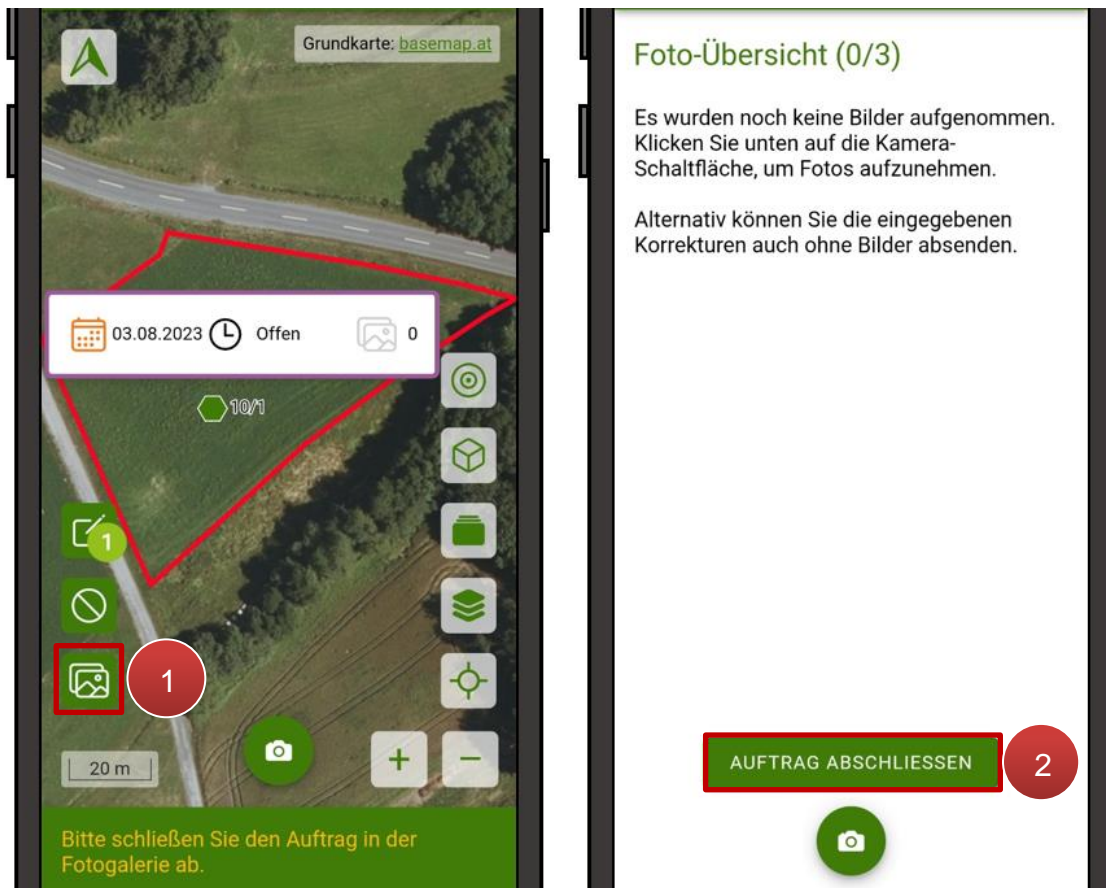 Grundkarte: basemap.at
03.08.2023 Offen 0
10/1
1
1
20 m
+ −
Bitte schließen Sie den Auftrag in der
Fotogalerie ab.
Foto-Übersicht (0/3)
Es wurden noch keine Bilder aufgenommen.
Klicken Sie unten auf die Kamera-
Schaltfläche, um Fotos aufzunehmen.
Alternativ können Sie die eingegebenen
Korrekturen auch ohne Bilder absenden.
AUFTRAG ABSCHLIESSEN
2